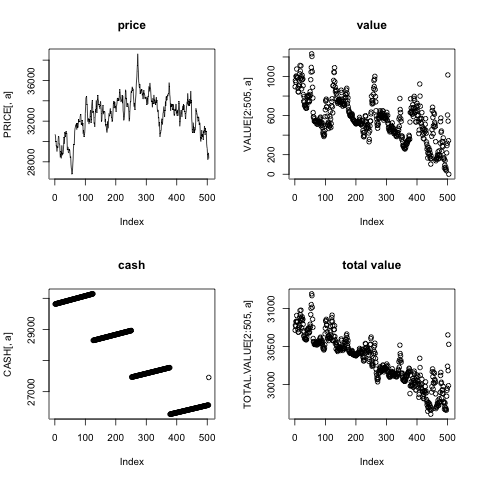 price
PRICE[, a]
28000 32000 36000
0 100 200 300 400 500
Index
value
VALUE[2:505, a]
0 200 600 1000
0 100 200 300 400 500
Index
cash
CASH[, a]
27000 29000
0 100 200 300 400 500
Index
total value
TOTAL.VALUE[2:505, a]
30000 30500 31000
0 100 200 300 400 500
Index